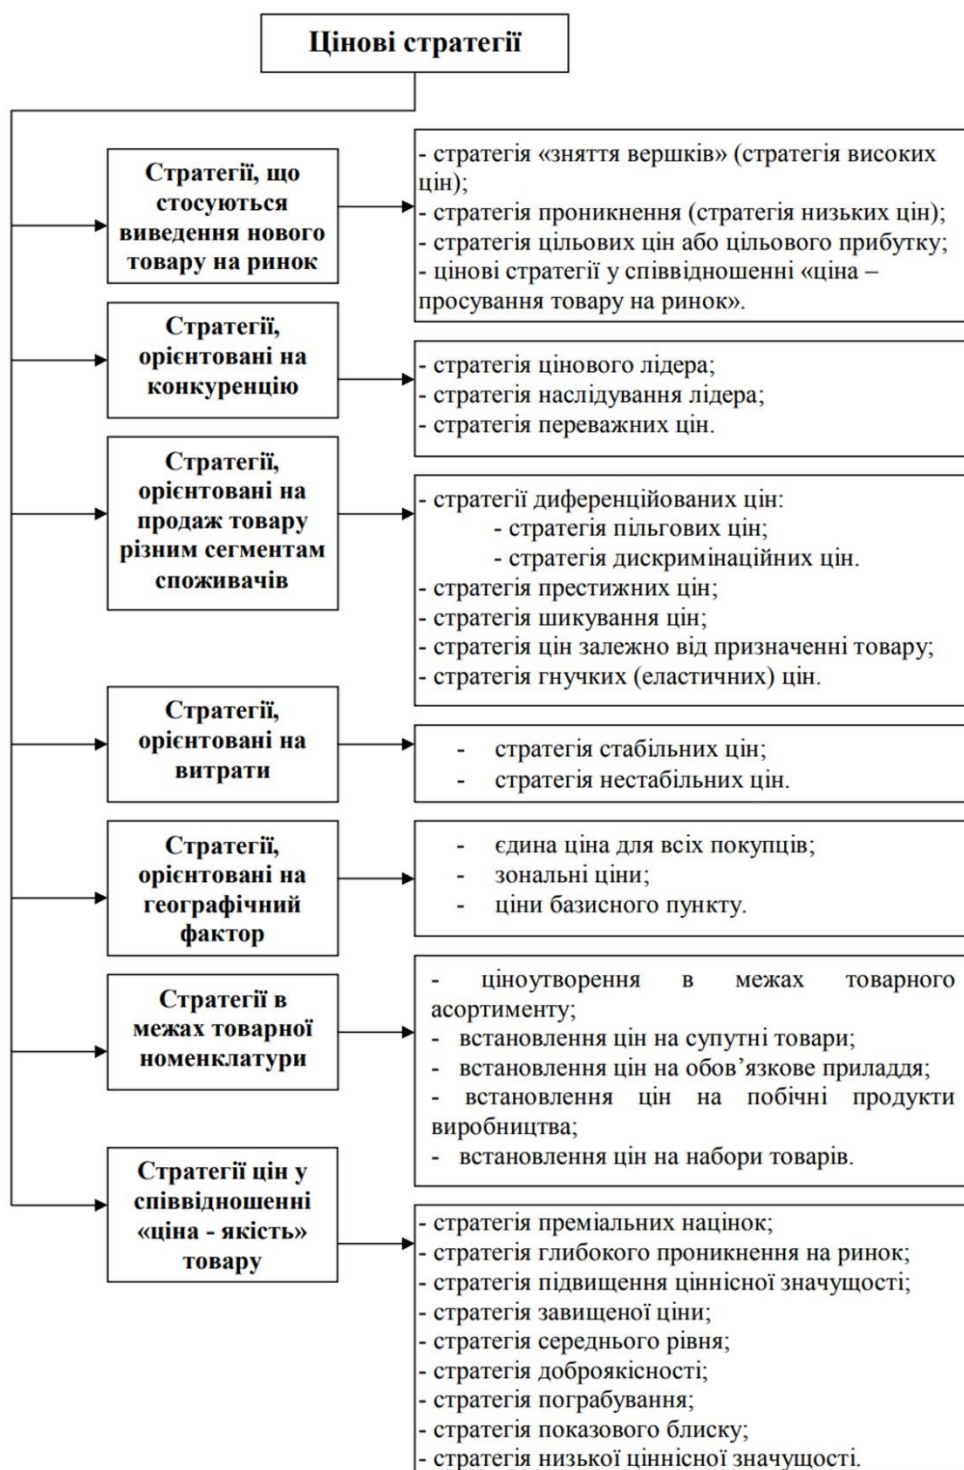 Цінові стратегії
Стратегії, що
стосуються
виведення нового
товару на ринок
- стратегія «зняття вершків» (стратегія високих
цін);
- стратегія проникнення (стратегія низьких цін);
- стратегія цільових цін або цільового прибутку;
- цінові стратегії у співвідношенні «ціна –
просування товару на ринок».
Стратегії,
орієнтовані на
конкуренцію
- стратегія цінового лідера;
- стратегія наслідування лідера;
- стратегія переважних цін.
Стратегії,
орієнтовані на
продаж товару
різним сегментам
споживачів
- стратегії диференційованих цін:
- стратегія пільгових цін;
- стратегія дискримінаційних цін.
- стратегія престижних цін;
- стратегія шикування цін;
- стратегія цін залежно від призначенні товару;
- стратегія гнучких (еластичних) цін.
Стратегії,
орієнтовані на
витрати
- стратегія стабільних цін;
- стратегія нестабільних цін.
Стратегії,
орієнтовані на
географічний
фактор
- єдина ціна для всіх покупців;
- зональні ціни;
- ціни базисного пункту.
Стратегії в
межах товарної
номенклатури
- ціноутворення в межах товарного
асортименту;
- встановлення цін на супутні товари;
- встановлення цін на обов’язкове приладдя;
- встановлення цін на побічні продукти
виробництва;
- встановлення цін на набори товарів.
Стратегії цін у
співвідношенні
«ціна - якість»
товару
- стратегія преміальних націнок;
- стратегія глибокого проникнення на ринок;
- стратегія підвищення ціннісної значущості;
- стратегія завищеної ціни;
- стратегія середнього рівня;
- стратегія доброякісності;
- стратегія пограбування;
- стратегія показового блиску;
- стратегія низької ціннісної значущості.